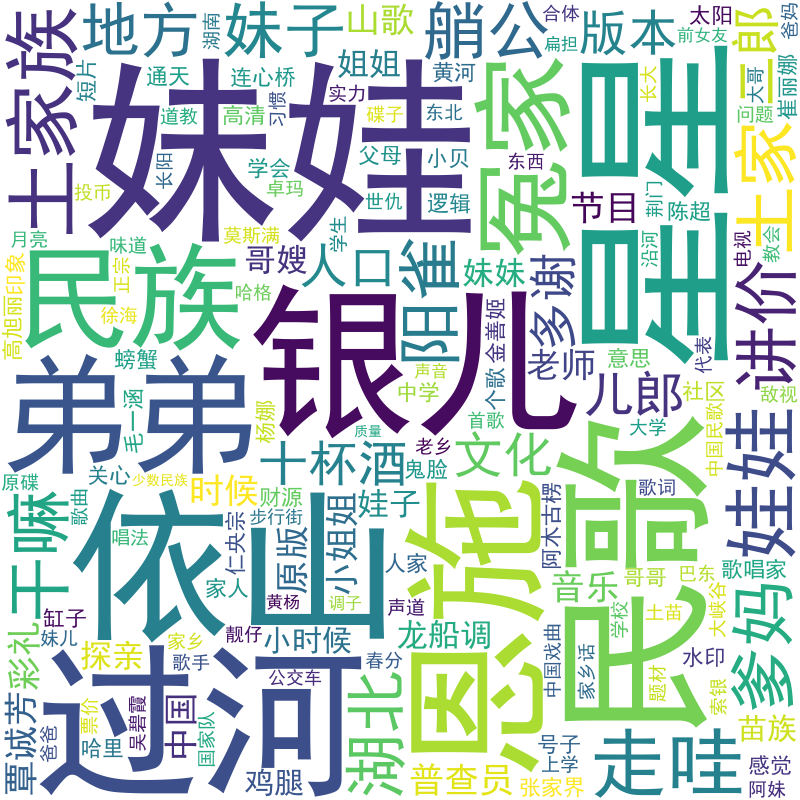 土家族
地方
妹子
山歌
艄公
合体
扁担
版本
太阳
前女友
二郎
爸妈
大哥
崔丽娜
湖南
短片
通天
连心桥
姐姐
黄河
实力
习惯
道教
高清
碟子
东北
长大
问题
妹娃
冤家
星星
土家
投币
长阳
学会
卓玛
父母
世仇
小贝
逻辑
东西
节目
荆门
陈超
沿河
电视
教会
月亮
味道
正宗
莫斯满
学生
哥嫂
人口
阳雀
妹妹
多谢
讲价
高旭丽印象
民族
哈格
徐海
银儿
金善姬
个歌
老师
意思
代表
儿郎
社区
敌视
螃蟹
毛一涵
声音
中学
首歌
大学
中国民歌区
弟弟
杨娜
质量
老乡
十杯酒
鬼脸
文化
民歌
娃娃
原碟
关心
少数民族
歌曲
时候
财源
娃子
阿木古楞
歌词
干嘛
唱法
依山
仁央宗
步行街
原版
小姐姐
恩施
音乐
哥哥
巴东
歌唱家
家人
黄杨
调子
人家
声道
学校
土苗
大峡谷
爹妈
彩礼
缸子
妹儿
探亲
家乡
歌手
靓仔
小时候
龙船调
中国戏曲
家乡话
题材
水印
索银
覃诚芳
爸爸
过河
哈里
票价
中国
吴碧霞
国家队
公交车
春分
湖北
苗族
鸡腿
普查员
号子
上学
张家界
走哇
感觉
阿妹